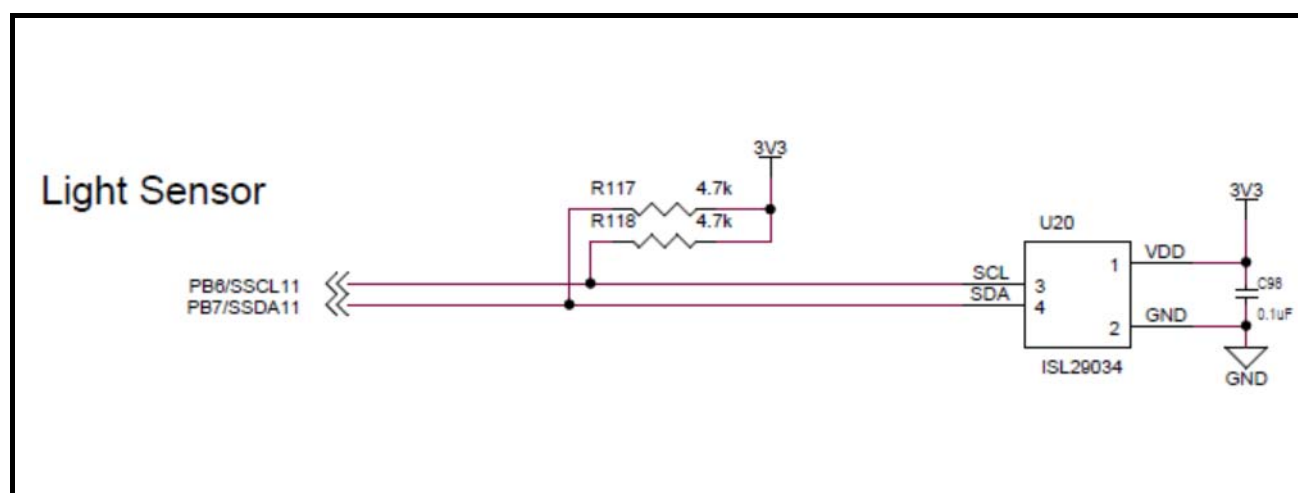 3V3
Light Sensor
R117 4.7k
R118 4.7k
3V3
U20
1 VDD
PB6/SSCL11
SCL 3
PB7/SSDA11
SDA 4
C98
0.1uF
2 GND
ISL29034
GND